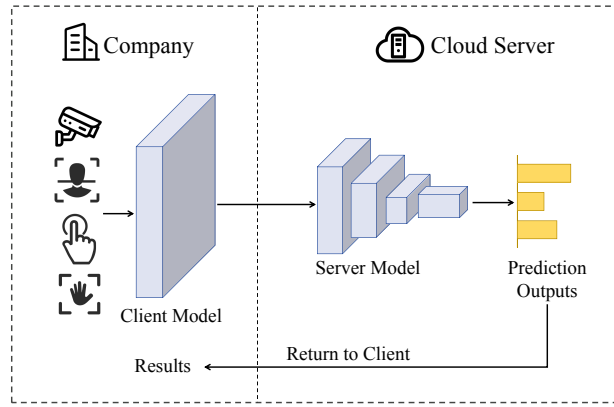 Company
Cloud Server
Client Model
Server Model
Prediction
Outputs
Results
Return to Client